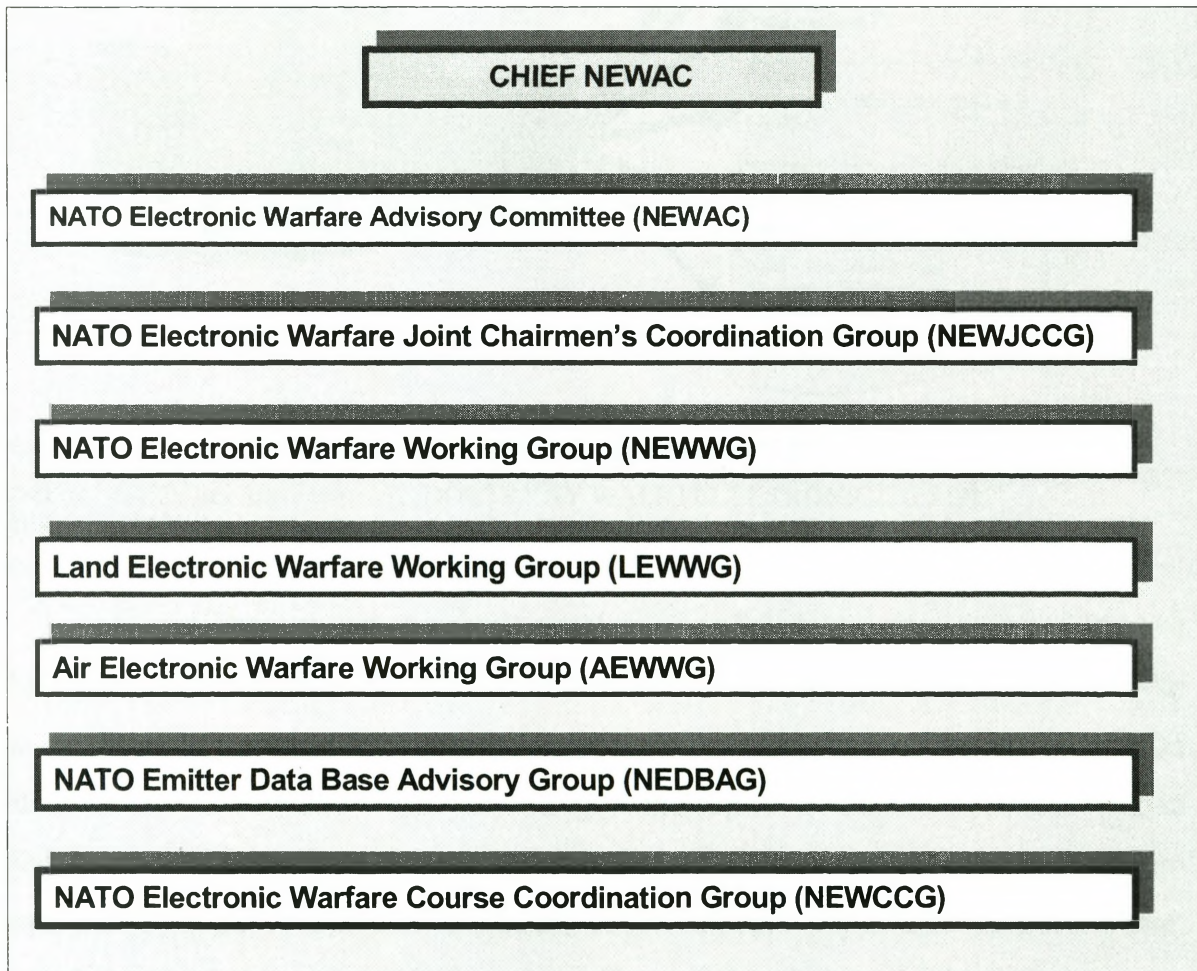 CHIEF NEWAC
NATO Electronic Warfare Advisory Committee (NEWAC)
NATO Electronic Warfare Joint Chairmen's Coordination Group (NEWJCCG)
NATO Electronic Warfare Working Group (NEWWG)
Land Electronic Warfare Working Group (LEWWG)
Air Electronic Warfare Working Group (AEWWG)
NATO Emitter Data Base Advisory Group (NEDBAG)
NATO Electronic Warfare Course Coordination Group (NEWCCG)